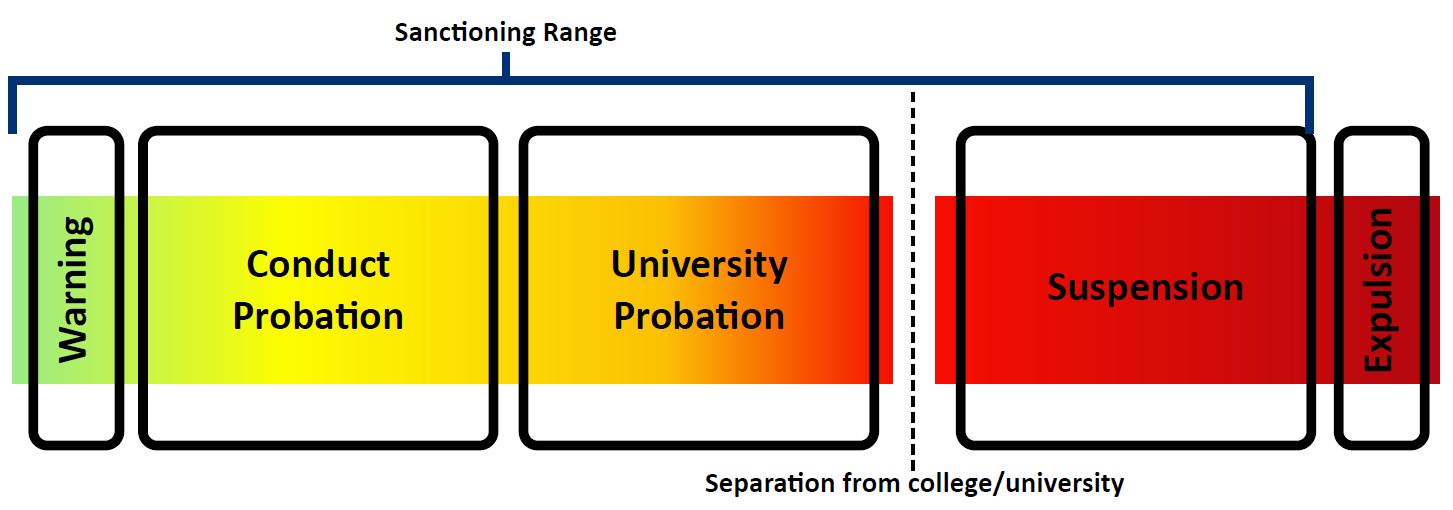 Sanctioning Range
Warning
Conduct
Probation
University
Probation
Suspension
Expulsion
Separation from college/university